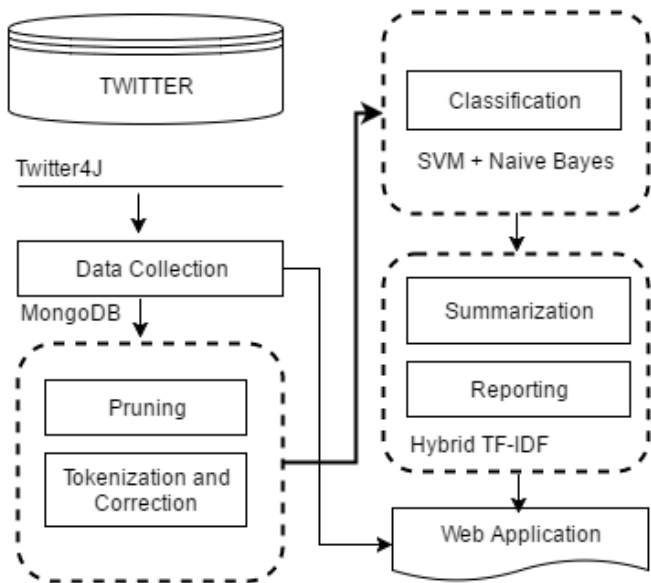 TWITTER
Twitter4J
Data Collection
MongoDB
Pruning
Tokenization and
Correction
Classification
SVM + Naive Bayes
Summarization
Reporting
Hybrid TF-IDF
Web Application